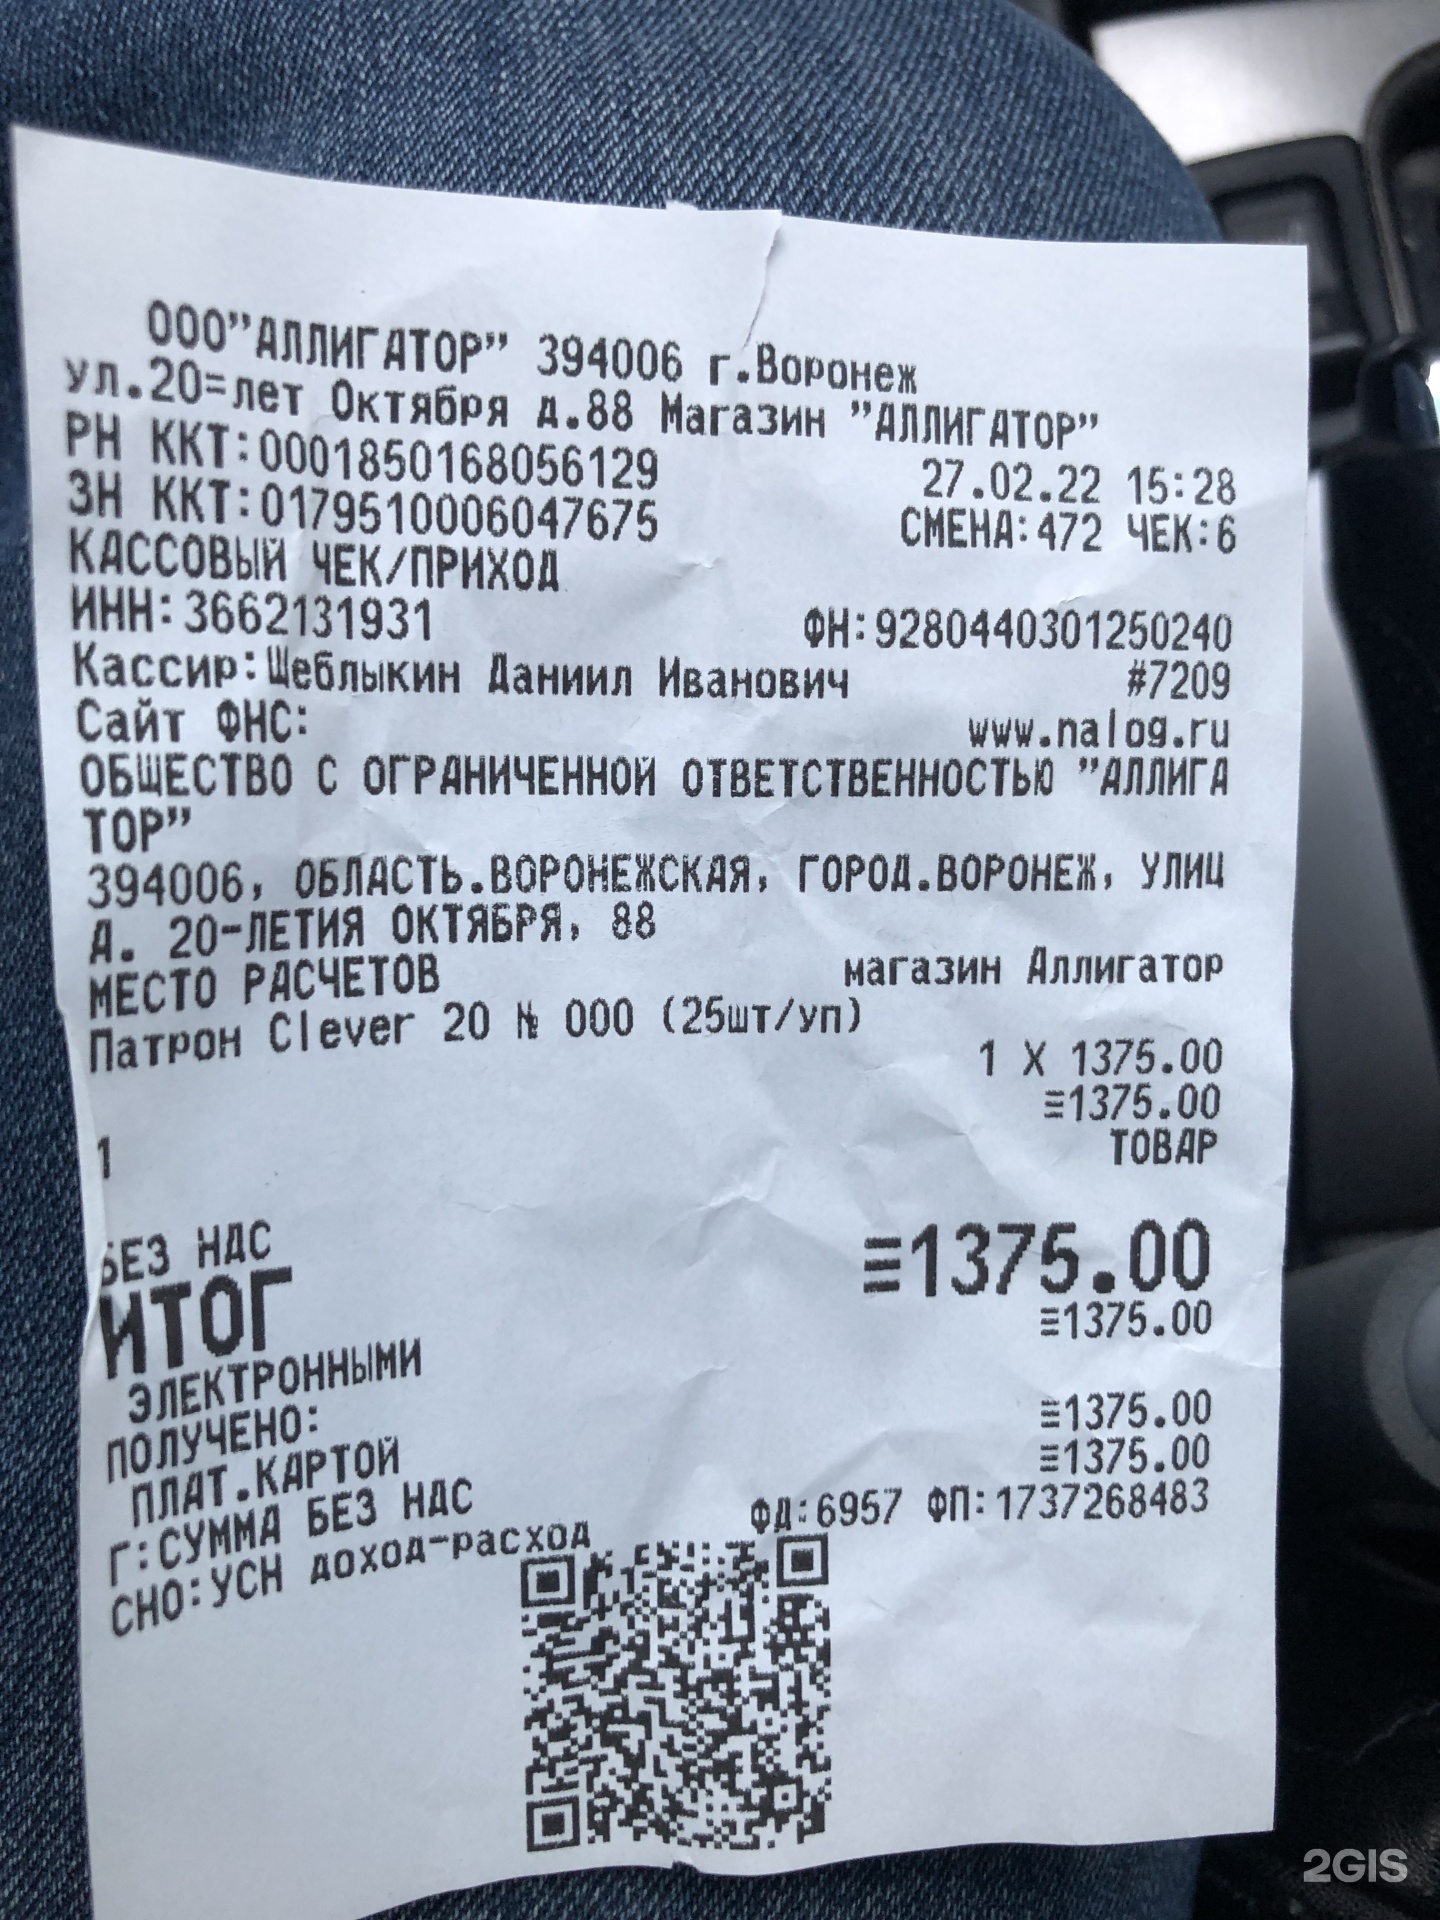 ООО"АЛЛИГАТОР" 394006 г.Воронеж
ул.20=лет Октября д.88 Магазин "АЛЛИГАТОР"
РН ККТ:0001850168056129 27.02.22 15:28
ЗН ККТ:0179510006047675 СМЕНА:472 ЧЕК:6
КАССОВЫЙ ЧЕК/ПРИХОД
ИНН:3662131931 ФН:9280440301250240
Кассир:Щеблыкин Даниил Иванович #7209
Сайт ФНС: www.nalog.ru
ОБЩЕСТВО С ОГРАНИЧЕННОЙ ОТВЕТСТВЕННОСТЬЮ "АЛЛИГА
ТОР"
394006, ОБЛАСТЬ.ВОРОНЕЖСКАЯ, ГОРОД.ВОРОНЕЖ, УЛИЦ
А. 20-ЛЕТИЯ ОКТЯБРЯ, 88
МЕСТО РАСЧЕТОВ магазин Аллигатор
Патрон Clever 20 № 000 (25шт/уп)
1 X 1375.00
≡1375.00
1 ТОВАР
БЕЗ НДС
ИТОГ ≡1375.00
ЭЛЕКТРОННЫМИ ≡1375.00
ПОЛУЧЕНО:
ПЛАТ.КАРТОЙ ≡1375.00
Г:СУММА БЕЗ НДС ≡1375.00
СНО:УСН доход-расход ФД:6957 ФП:1737268483
2GIS